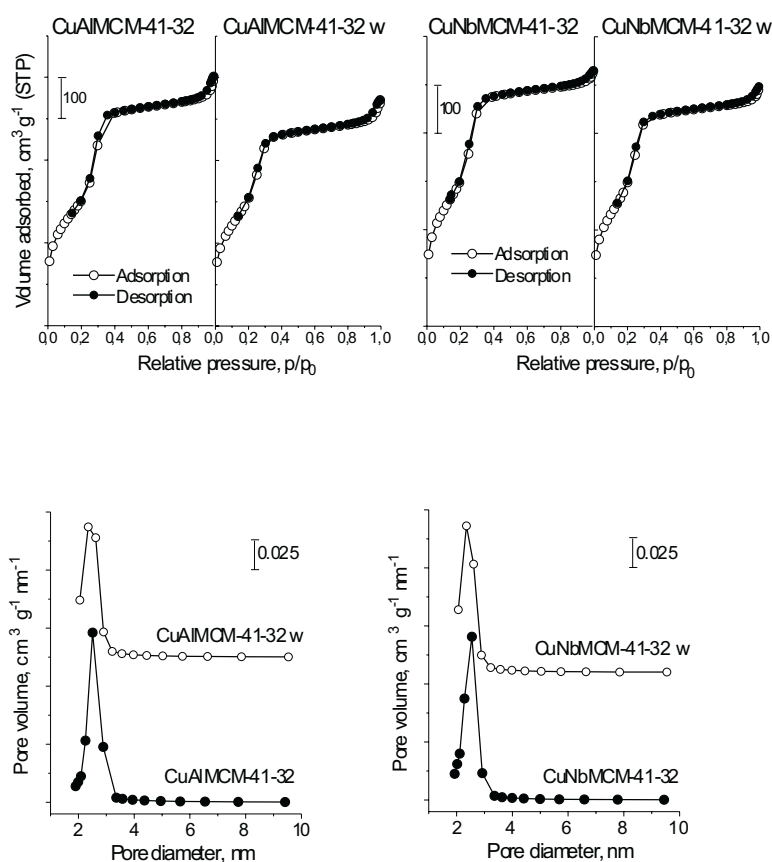 CuAlMCM-41-32
CuAlMCM-41-32 w
CuNbMCM-41-32
CuNbMCM-41-32 w
Volume adsorbed, cm³ g⁻¹ (STP)
100
100
Adsorption
Desorption
Adsorption
Desorption
0,0 0,2 0,4 0,6 0,8 0,0 0,2 0,4 0,6 0,8 1,0
0,0 0,2 0,4 0,6 0,8 0,0 0,2 0,4 0,6 0,8 1,0
Relative pressure, p/p₀
Relative pressure, p/p₀
Pore volume, cm³ g⁻¹ nm⁻¹
0.025
CuAlMCM-41-32 w
CuAlMCM-41-32
2 4 6 8 10
Pore diameter, nm
Pore volume, cm³ g⁻¹ nm⁻¹
0.025
CuNbMCM-41-32 w
CuNbMCM-41-32
2 4 6 8 10
Pore diameter, nm